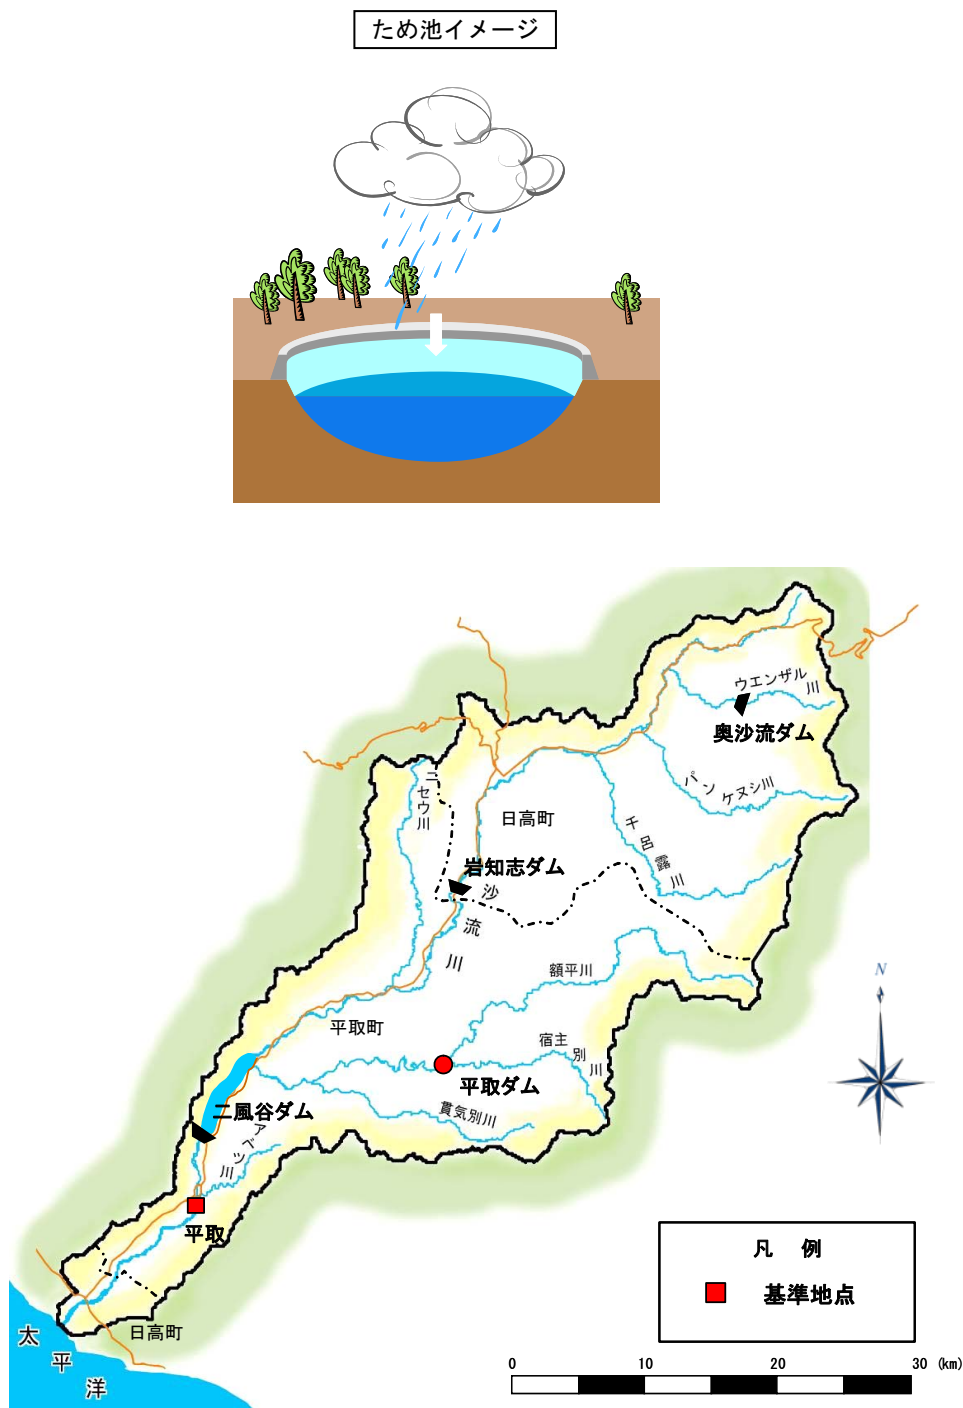 ため池イメージ
ウエンザル川
奥沙流ダム
パンケヌシ川
ニセウ川
日高町
千呂露川
岩知志ダム
沙流川
額平川
N
平取町
宿主別川
平取ダム
二風谷ダム
貫気別川
アベツ川
平取
凡 例
基準地点
日高町
太平洋
0 10 20 30 (km)